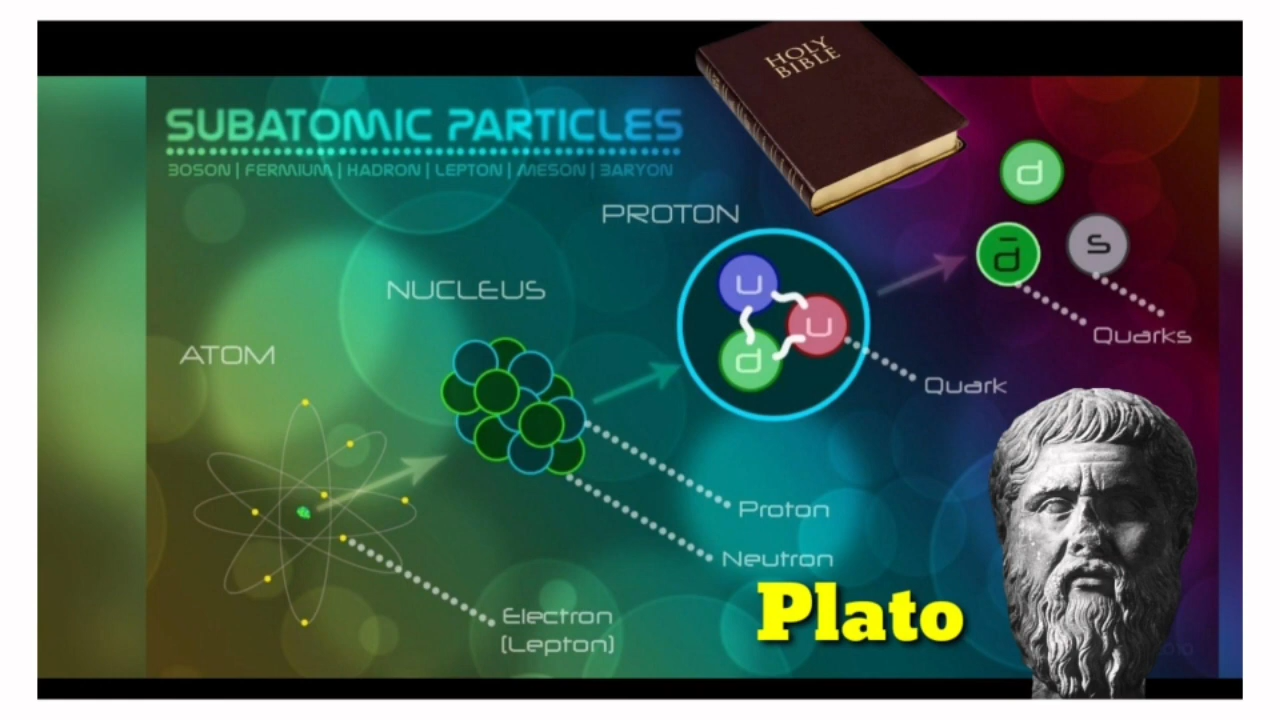 HOLY
BIBLE
SUBATOMIC PARTICLES
BOSON | FERMIUM | HADRON | LEPTON | MESON | BARYON
PROTON
d
d̄
s
u
u
d
Quarks
Quark
NUCLEUS
ATOM
Proton
Neutron
Electron
(Lepton)
Plato